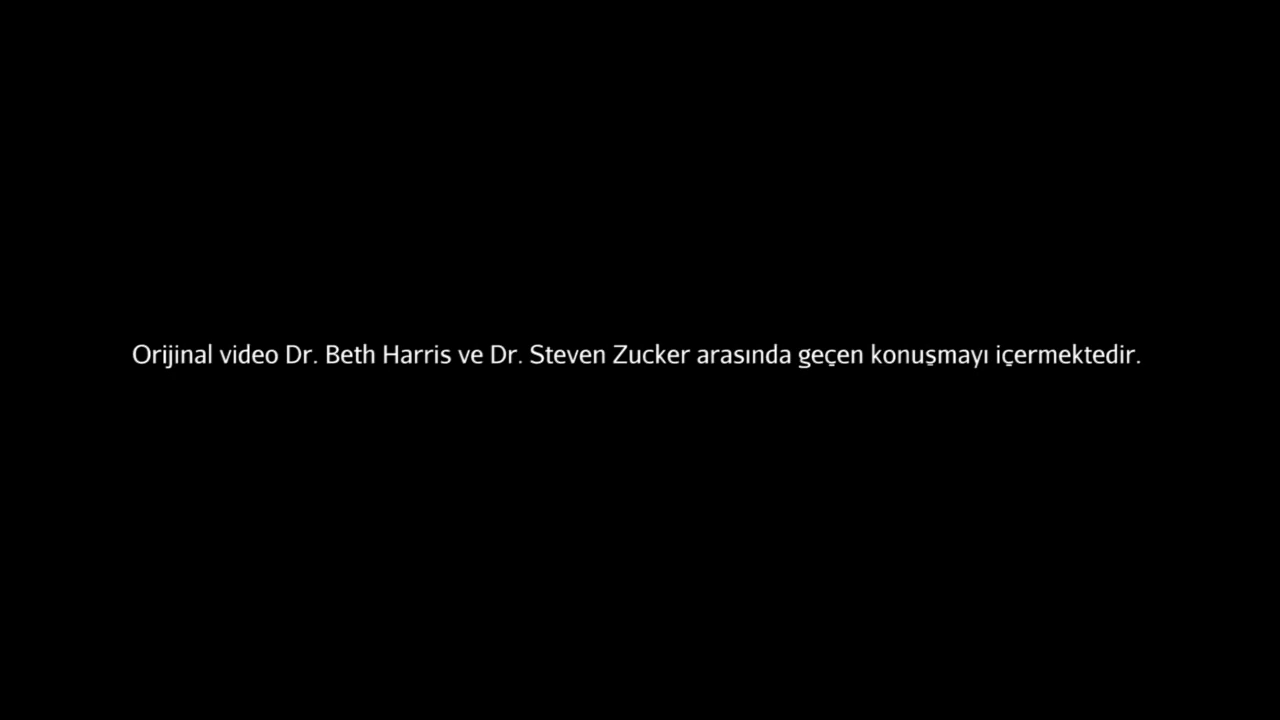 Orijinal video Dr. Beth Harris ve Dr. Steven Zucker arasında geçen konuşmayı içermektedir.